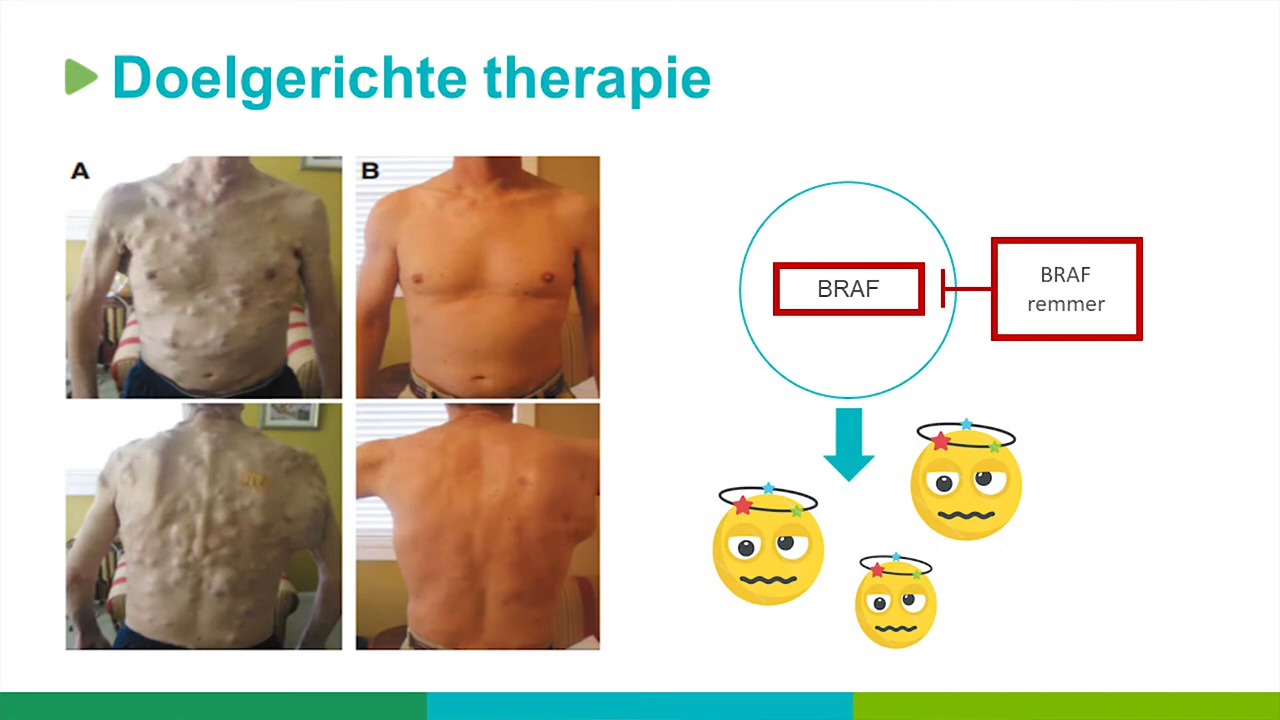 Doelgerichte therapie
A
B
BRAF
BRAF
remmer